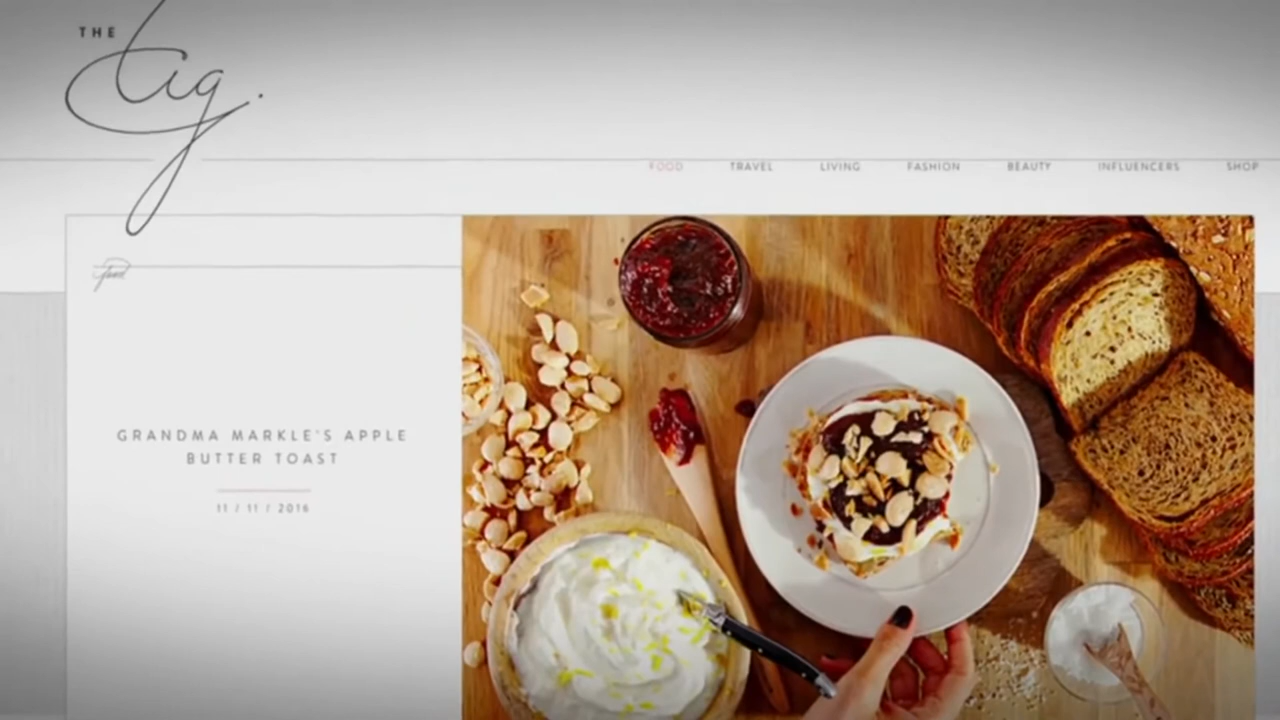 THE
tig.
FOOD TRAVEL LIVING FASHION BEAUTY INFLUENCERS SHOP
food
GRANDMA MARKLE'S APPLE
BUTTER TOAST
11 / 11 / 2016